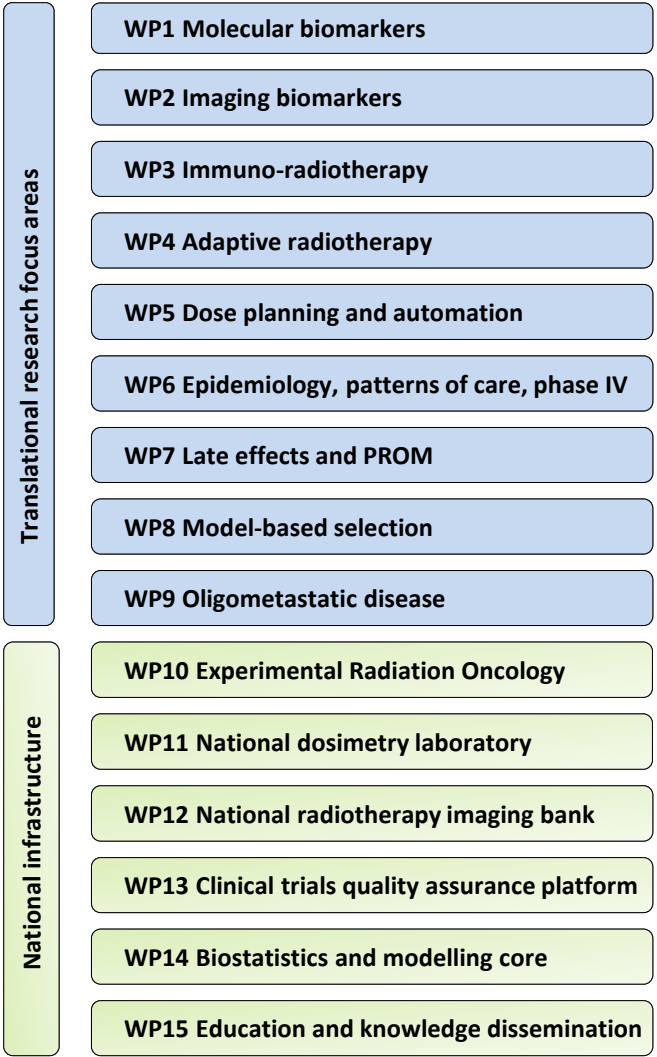 Translational research focus areas
WP1 Molecular biomarkers
WP2 Imaging biomarkers
WP3 Immuno-radiotherapy
WP4 Adaptive radiotherapy
WP5 Dose planning and automation
WP6 Epidemiology, patterns of care, phase IV
WP7 Late effects and PROM
WP8 Model-based selection
WP9 Oligometastatic disease
National infrastructure
WP10 Experimental Radiation Oncology
WP11 National dosimetry laboratory
WP12 National radiotherapy imaging bank
WP13 Clinical trials quality assurance platform
WP14 Biostatistics and modelling core
WP15 Education and knowledge dissemination